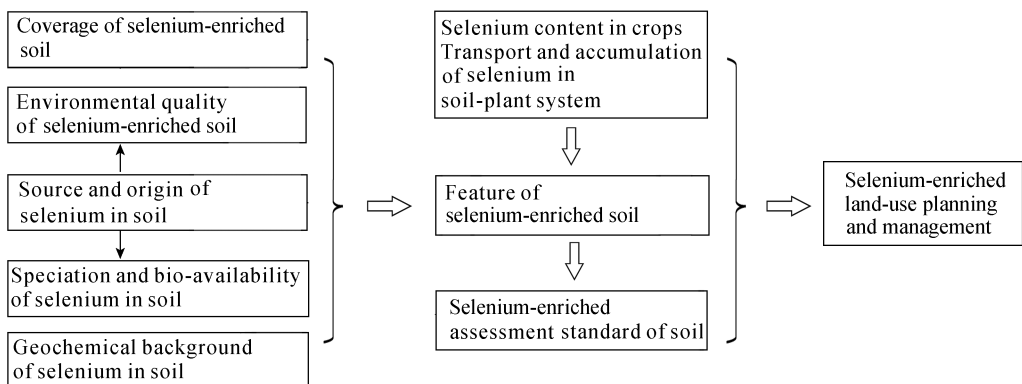 Coverage of selenium-enriched
soil
Environmental quality
of selenium-enriched soil
Source and origin of
selenium in soil
Speciation and bio-availability
of selenium in soil
Geochemical background
of selenium in soil
Selenium content in crops
Transport and accumulation
of selenium in
soil-plant system
Feature of
selenium-enriched soil
Selenium-enriched
assessment standard of soil
Selenium-enriched
land-use planning
and management